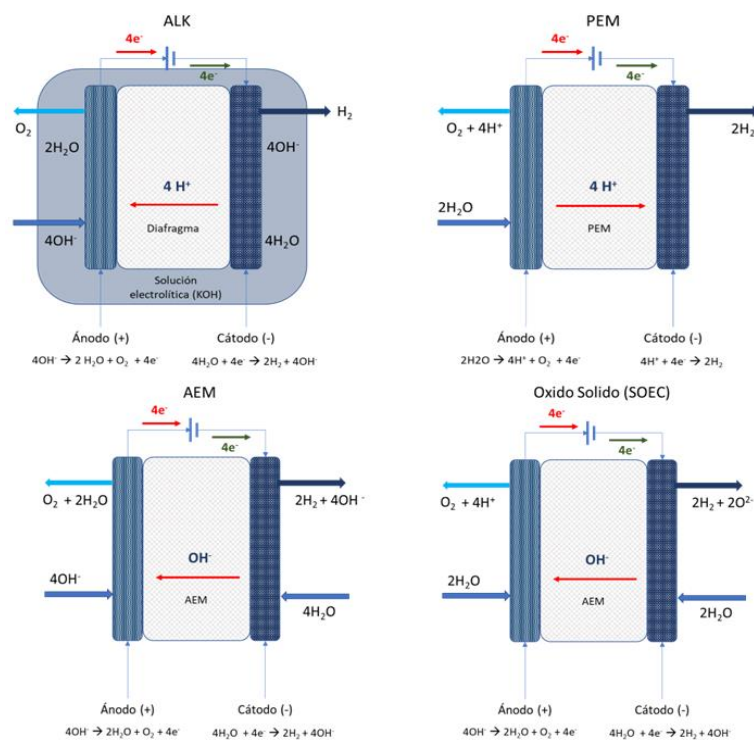 ALK
4e⁻
4e⁻
O₂
H₂
2H₂O
4OH⁻
4 H⁺
Diafragma
4OH⁻
4H₂O
Solución
electrolítica (KOH)
Ánodo (+)
Cátodo (-)
4OH⁻ → 2 H₂O + O₂ + 4e⁻
4H₂O + 4e⁻ → 2H₂ + 4OH⁻
PEM
4e⁻
4e⁻
O₂ + 4H⁺
2H₂
4 H⁺
2H₂O
PEM
Ánodo (+)
Cátodo (-)
2H2O → 4H⁺ + O₂ + 4e⁻
4H⁺ + 4e⁻ → 2H₂
AEM
4e⁻
4e⁻
O₂ + 2H₂O
2H₂ + 4OH⁻
OH⁻
4OH⁻
AEM
4H₂O
Ánodo (+)
Cátodo (-)
4OH⁻ → 2H₂O + O₂ + 4e⁻
4H₂O + 4e⁻ → 2H₂ + 4OH⁻
Oxido Solido (SOEC)
4e⁻
4e⁻
O₂ + 4H⁺
2H₂ + 2O²⁻
OH⁻
2H₂O
AEM
2H₂O
Ánodo (+)
Cátodo (-)
4OH⁻ → 2H₂O + O₂ + 4e⁻
4H₂O + 4e⁻ → 2H₂ + 4OH⁻